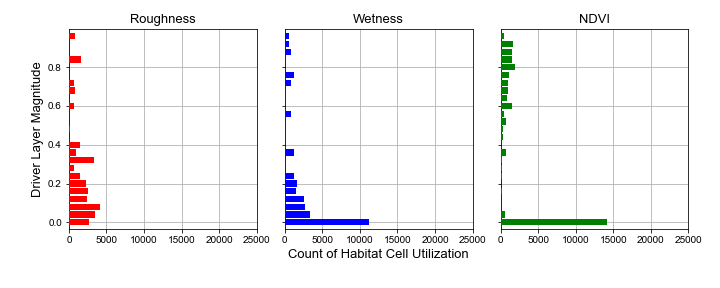 Roughness
Wetness
NDVI
Driver Layer Magnitude
0.8
0.6
0.4
0.2
0.0
0 5000 10000 15000 20000 25000
0 5000 10000 15000 20000 25000
0 5000 10000 15000 20000 25000
Count of Habitat Cell Utilization